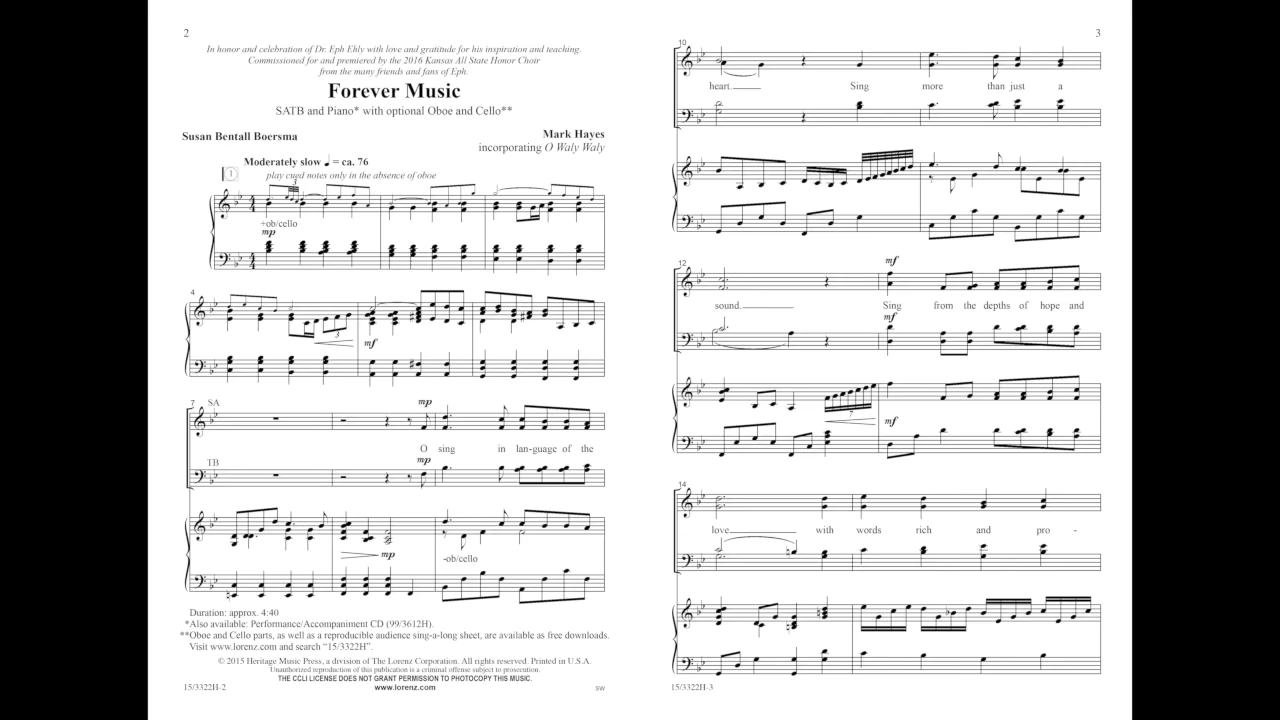 2
In honor and celebration of Dr. Eph Ehly with love and gratitude for his inspiration and teaching.
Commissioned for and premiered by the 2016 Kansas All State Honor Choir
from the many friends and fans of Eph.
Forever Music
SATB and Piano* with optional Oboe and Cello**
Susan Bentall Boersma
Mark Hayes
incorporating O Waly Waly
Moderately slow ♩ = ca. 76
1
play cued notes only in the absence of oboe
3
+ob/cello
mp
4
3
mf
7
SA
mp
O sing in lan-guage of the
TB
mp
mp
-ob/cello
Duration: approx. 4:40
*Also available: Performance/Accompaniment CD (99/3612H).
**Oboe and Cello parts, as well as a reproducible audience sing-a-long sheet, are available as free downloads.
Visit www.lorenz.com and search “15/3322H”.
© 2015 Heritage Music Press, a division of The Lorenz Corporation. All rights reserved. Printed in U.S.A.
Unauthorized reproduction of this publication is a criminal offense subject to prosecution.
THE CCLI LICENSE DOES NOT GRANT PERMISSION TO PHOTOCOPY THIS MUSIC.
www.lorenz.com
15/3322H-2
SW
3
10
heart. Sing more than just a
12
mf
sound. Sing from the depths of hope and
mf
7
mf
14
love with words rich and pro -
15/3322H-3